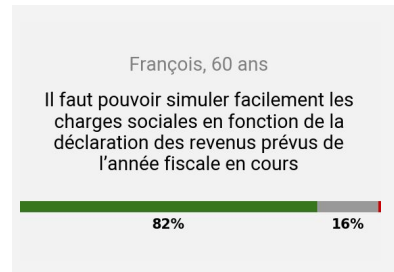 François, 60 ans
Il faut pouvoir simuler facilement les
charges sociales en fonction de la
déclaration des revenus prévus de
l’année fiscale en cours
82% 16%